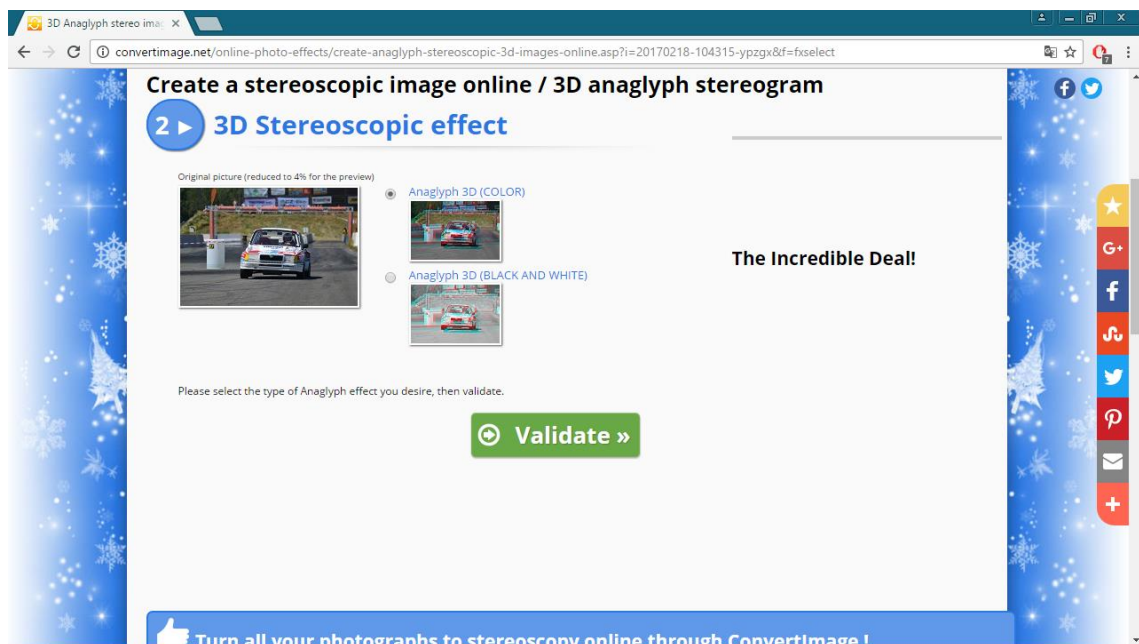 3D Anaglyph stereo ima
convertimage.net/online-photo-effects/create-anaglyph-stereoscopic-3d-images-online.asp?i=20170218-104315-ypzgx&f=fxselect
7
Create a stereoscopic image online / 3D anaglyph stereogram
2 3D Stereoscopic effect
Original picture (reduced to 4% for the preview)
Anaglyph 3D (COLOR)
The Incredible Deal!
Anaglyph 3D (BLACK AND WHITE)
G+
Please select the type of Anaglyph effect you desire, then validate.
Validate »
Turn all your photographs to stereoscopy online through ConvertImage !